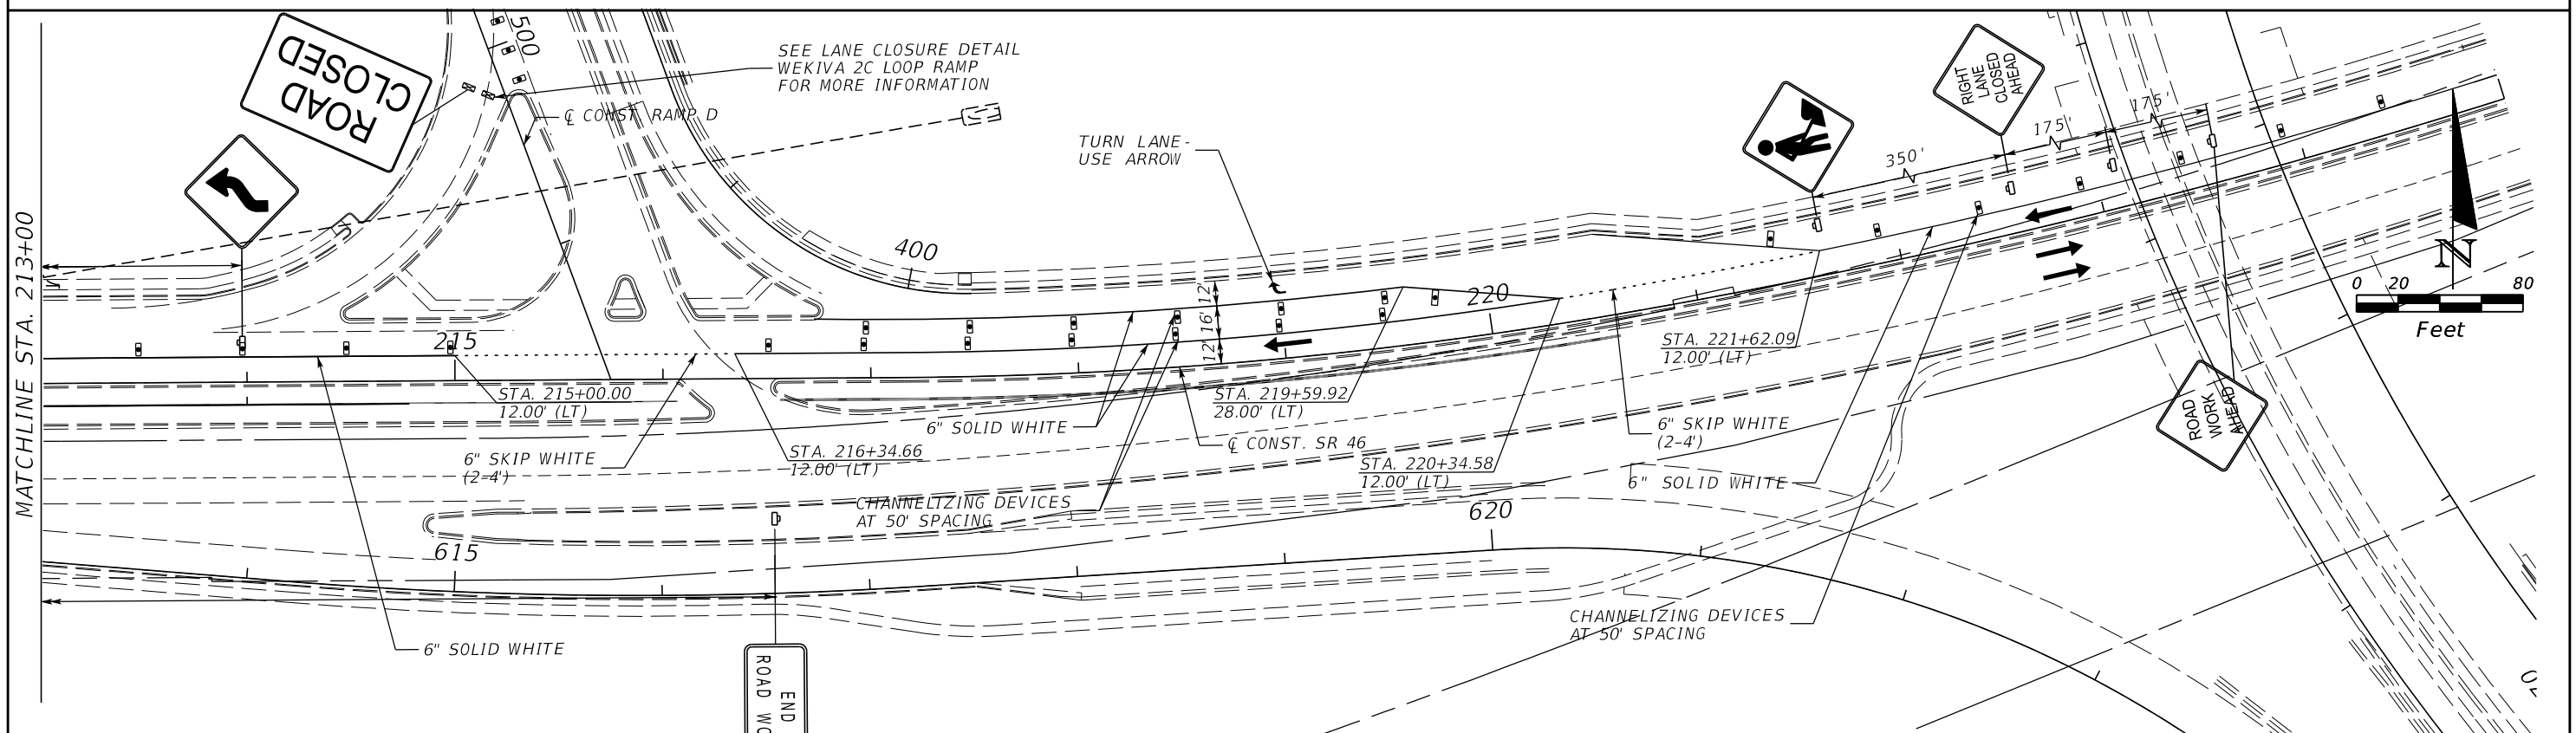 MATCHLINE STA. 213+00
ROAD
CLOSED
500
SEE LANE CLOSURE DETAIL
WEKIVA 2C LOOP RAMP
FOR MORE INFORMATION
℄ CONST. RAMP D
TURN LANE-
USE ARROW
400
12'
16'
12'
215
220
STA. 215+00.00
12.00' (LT)
6" SKIP WHITE
(2-4')
STA. 216+34.66
12.00' (LT)
6" SOLID WHITE
CHANNELIZING DEVICES
AT 50' SPACING
STA. 219+59.92
28.00' (LT)
℄ CONST. SR 46
STA. 220+34.58
12.00' (LT)
STA. 221+62.09
12.00' (LT)
6" SKIP WHITE
(2-4')
6" SOLID WHITE
350'
175'
175'
RIGHT
LANE
CLOSED
AHEAD
ROAD
WORK
AHEAD
N
0 20 80
Feet
615
620
6" SOLID WHITE
END
CHANNELIZING DEVICES
AT 50' SPACING
ROAD